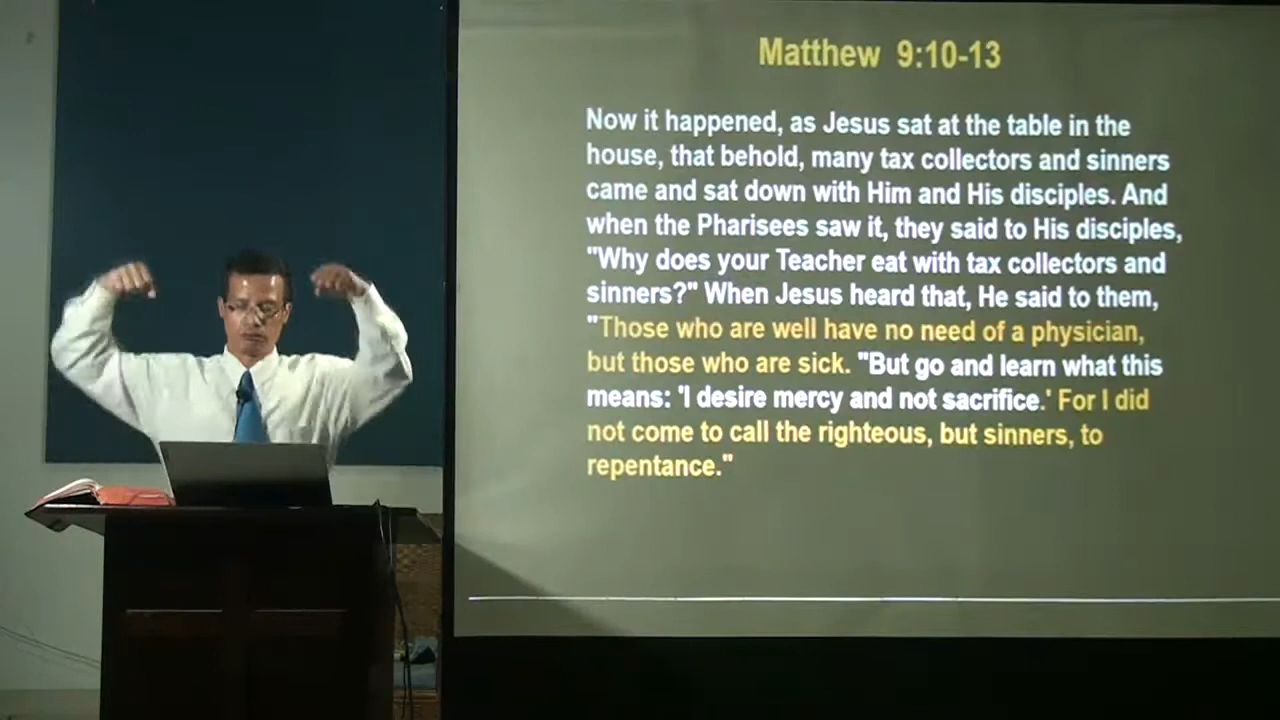 Matthew 9:10-13
Now it happened, as Jesus sat at the table in the
house, that behold, many tax collectors and sinners
came and sat down with Him and His disciples. And
when the Pharisees saw it, they said to His disciples,
"Why does your Teacher eat with tax collectors and
sinners?" When Jesus heard that, He said to them,
"Those who are well have no need of a physician,
but those who are sick. "But go and learn what this
means: 'I desire mercy and not sacrifice.' For I did
not come to call the righteous, but sinners, to
repentance."